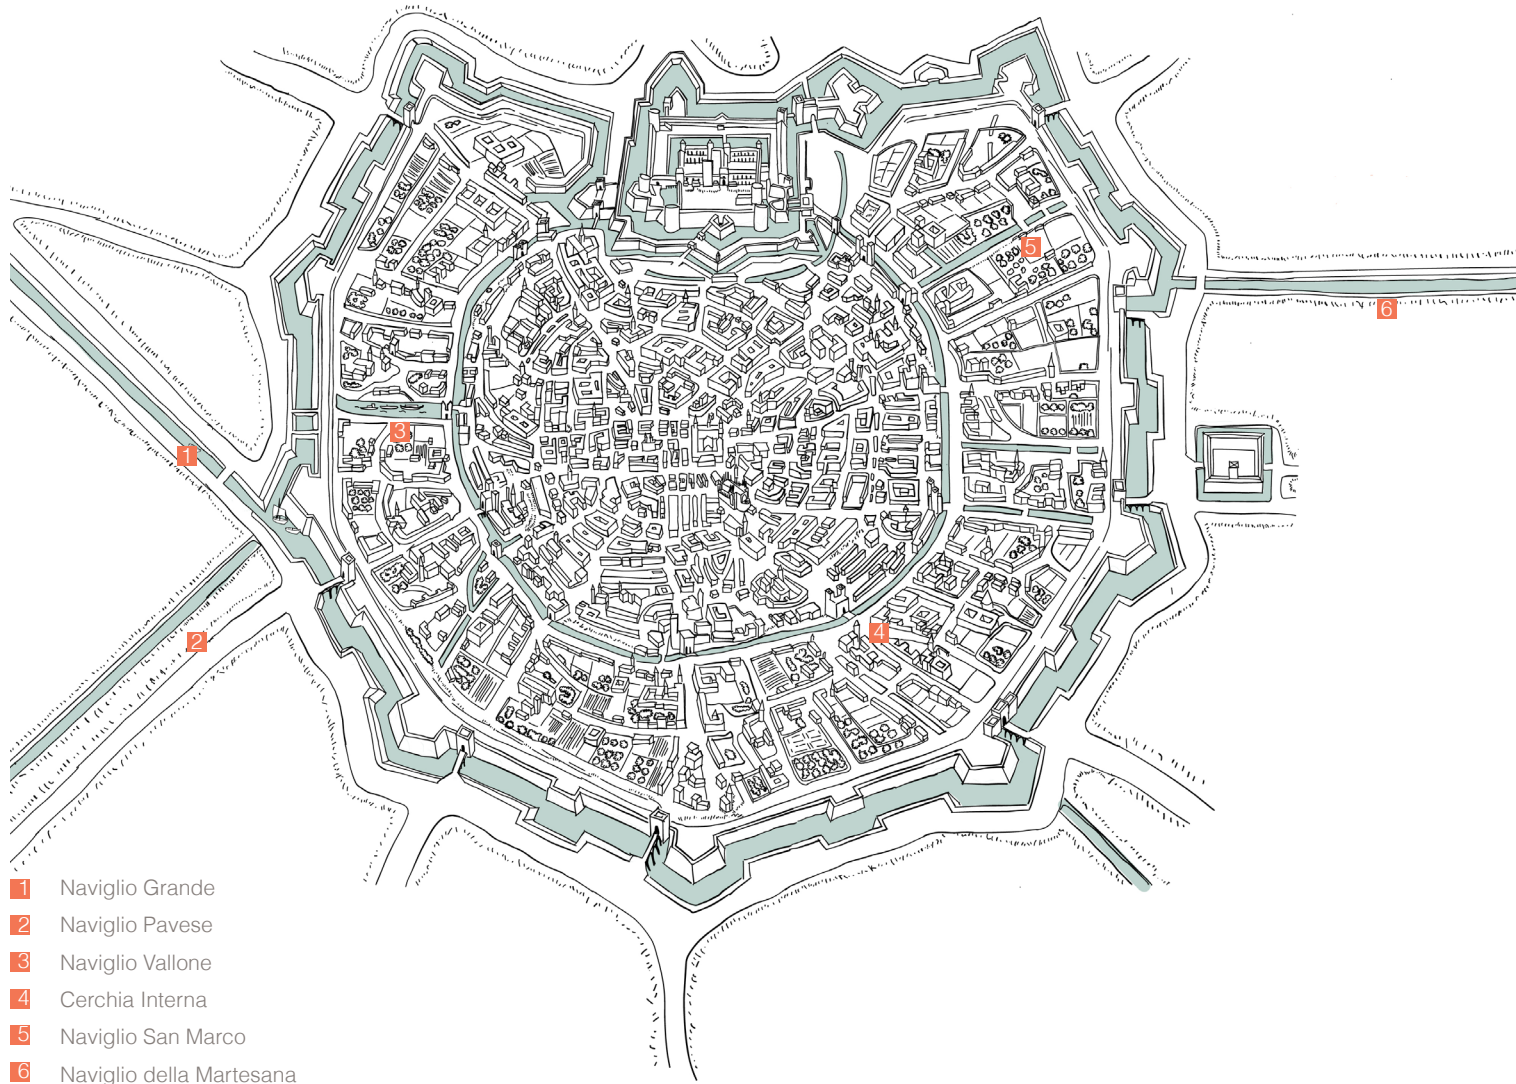 5
6
3
1
4
2
1 Naviglio Grande
2 Naviglio Pavese
3 Naviglio Vallone
4 Cerchia Interna
5 Naviglio San Marco
6 Naviglio della Martesana